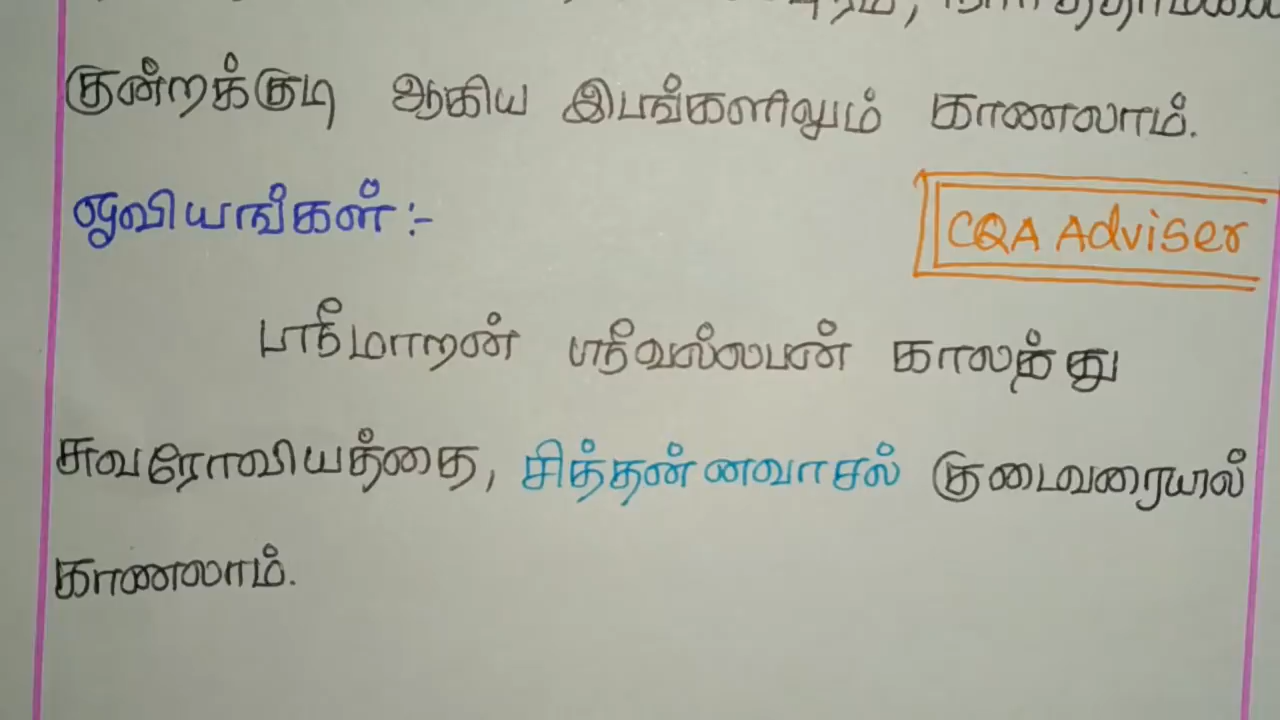 குன்றக்குடி ஆகிய இடங்களிலும் காணலாம்.
ஓவியங்கள் :-
CQA Adviser
ஸ்ரீமாறன் ஸ்ரீவல்லபன் காலத்து
சுவரோவியத்தை, சித்தன்னவாசல் குடைவரையில்
காணலாம்.